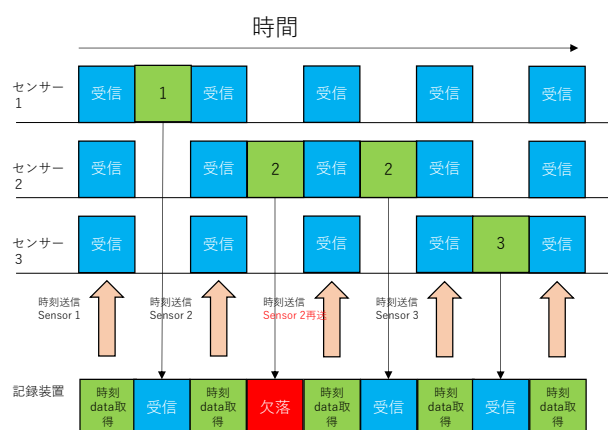 時間
センサー
1
受信
1
受信
受信
受信
受信
センサー
2
受信
受信
2
受信
2
受信
受信
センサー
3
受信
受信
受信
受信
3
受信
時刻送信
Sensor 1
時刻送信
Sensor 2
時刻送信
Sensor 2再送
時刻送信
Sensor 3
記録装置
時刻
data取
得
受信
時刻
data取
得
欠落
時刻
data取
得
受信
時刻
data取
得
受信
時刻
data取
得